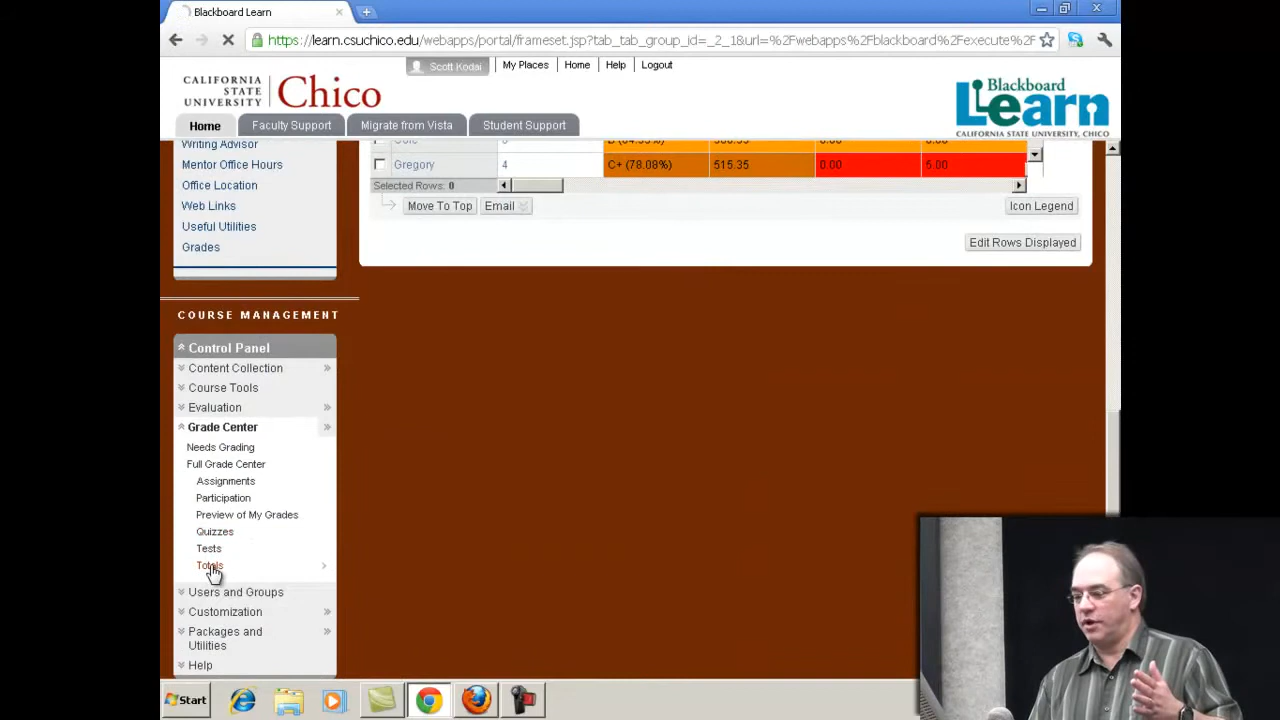 Blackboard Learn
https://learn.csuchico.edu/webapps/portal/frameset.jsp?tab_tab_group_id=_2_1&url=%2Fwebapps%2Fblackboard%2Fexecute%2F
Scott Kodai
My Places
Home
Help
Logout
CALIFORNIA
STATE
UNIVERSITY
Chico
Blackboard
Learn
CALIFORNIA STATE UNIVERSITY, CHICO
Home
Faculty Support
Migrate from Vista
Student Support
Writing Advisor
Mentor Office Hours
Office Location
Web Links
Useful Utilities
Grades
Gregory
4
C+ (78.08%)
515.35
0.00
5.00
Selected Rows: 0
Move To Top
Email
Icon Legend
Edit Rows Displayed
COURSE MANAGEMENT
Control Panel
Content Collection
Course Tools
Evaluation
Grade Center
Needs Grading
Full Grade Center
Assignments
Participation
Preview of My Grades
Quizzes
Tests
Totals
Users and Groups
Customization
Packages and
Utilities
Help
Start